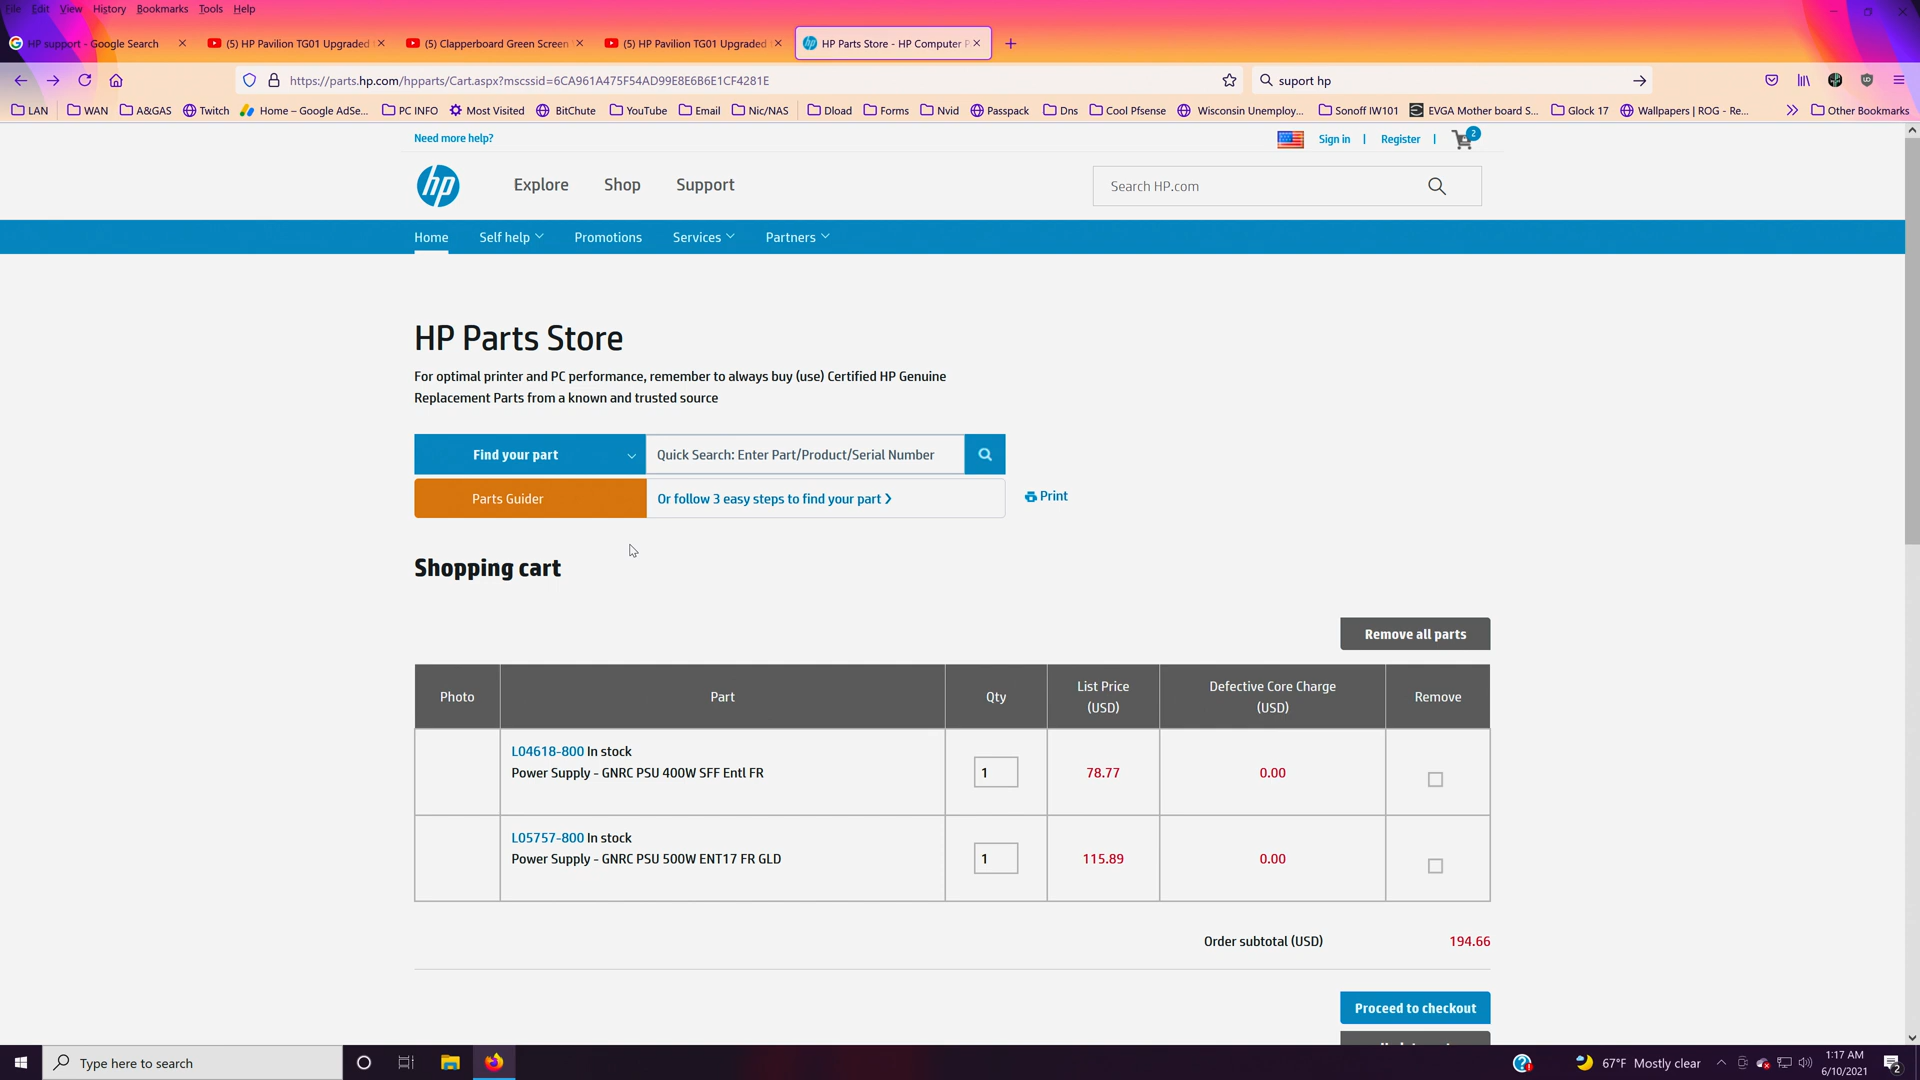 File Edit View History Bookmarks Tools Help
HP support - Google Search
(5) HP Pavilion TG01 Upgraded
(5) Clapperboard Green Screen
(5) HP Pavilion TG01 Upgraded
HP Parts Store - HP Computer P
https://parts.hp.com/hpparts/Cart.aspx?mscssid=6CA961A475F54AD99E8E6B6E1CF4281E
suport hp
LAN WAN A&GAS Twitch Home – Google AdSe... PC INFO Most Visited BitChute YouTube Email Nic/NAS Dload Forms Nvid Passpack Dns Cool Pfsense Wisconsin Unemploy... Sonoff IW101 EVGA Mother board S... Glock 17 Wallpapers | ROG - Re... Other Bookmarks
Need more help?
Sign in | Register | 2
hp Explore Shop Support
Search HP.com
Home Self help Promotions Services Partners
HP Parts Store
For optimal printer and PC performance, remember to always buy (use) Certified HP Genuine
Replacement Parts from a known and trusted source
Find your part
Quick Search: Enter Part/Product/Serial Number
Parts Guider
Or follow 3 easy steps to find your part
Print
Shopping cart
Remove all parts
Photo Part Qty List Price (USD) Defective Core Charge (USD) Remove
L04618-800 In stock
Power Supply - GNRC PSU 400W SFF Entl FR 1 78.77 0.00
L05757-800 In stock
Power Supply - GNRC PSU 500W ENT17 FR GLD 1 115.89 0.00
Order subtotal (USD) 194.66
Proceed to checkout
Type here to search
67°F Mostly clear
1:17 AM
6/10/2021
2